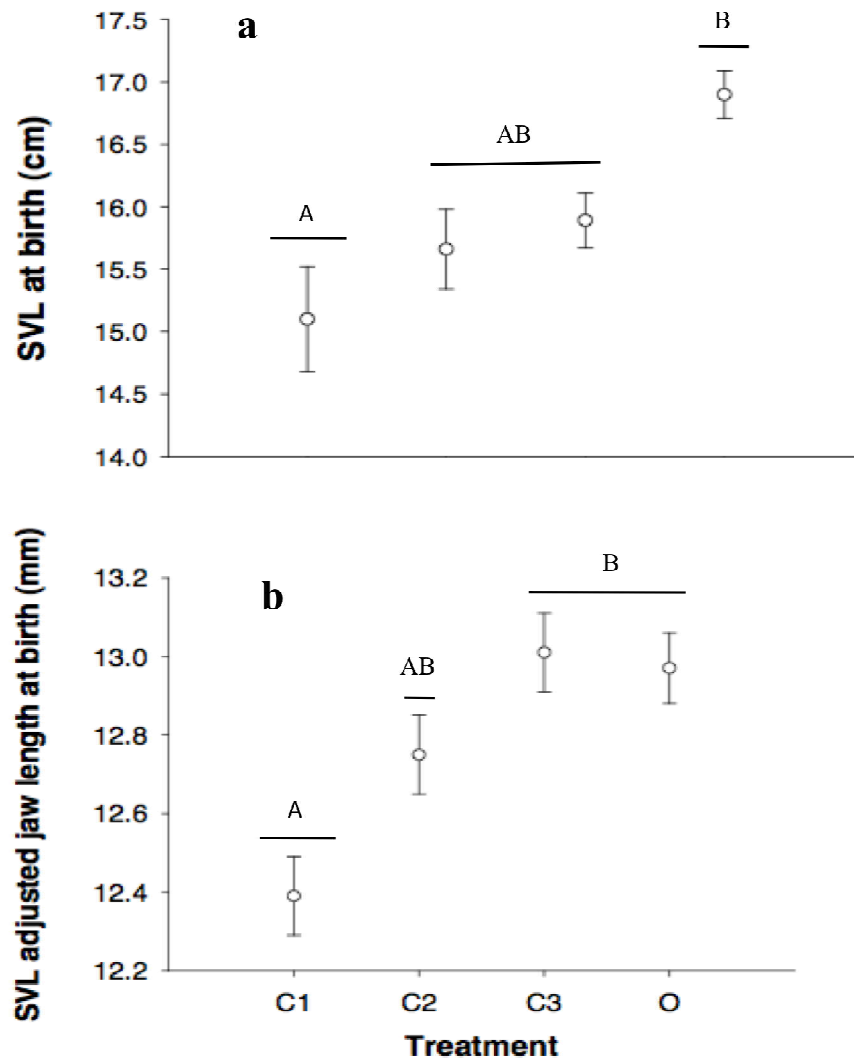 a
SVL at birth (cm)
17.5
17.0
16.5
16.0
15.5
15.0
14.5
14.0
A
AB
B
b
SVL adjusted jaw length at birth (mm)
13.2
13.0
12.8
12.6
12.4
12.2
A
AB
B
C1 C2 C3 O
Treatment